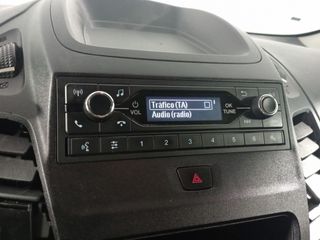 Tráfico (TA)
Audio (radio)
VOL
OK
TUNE
1
2
3
4
5
6